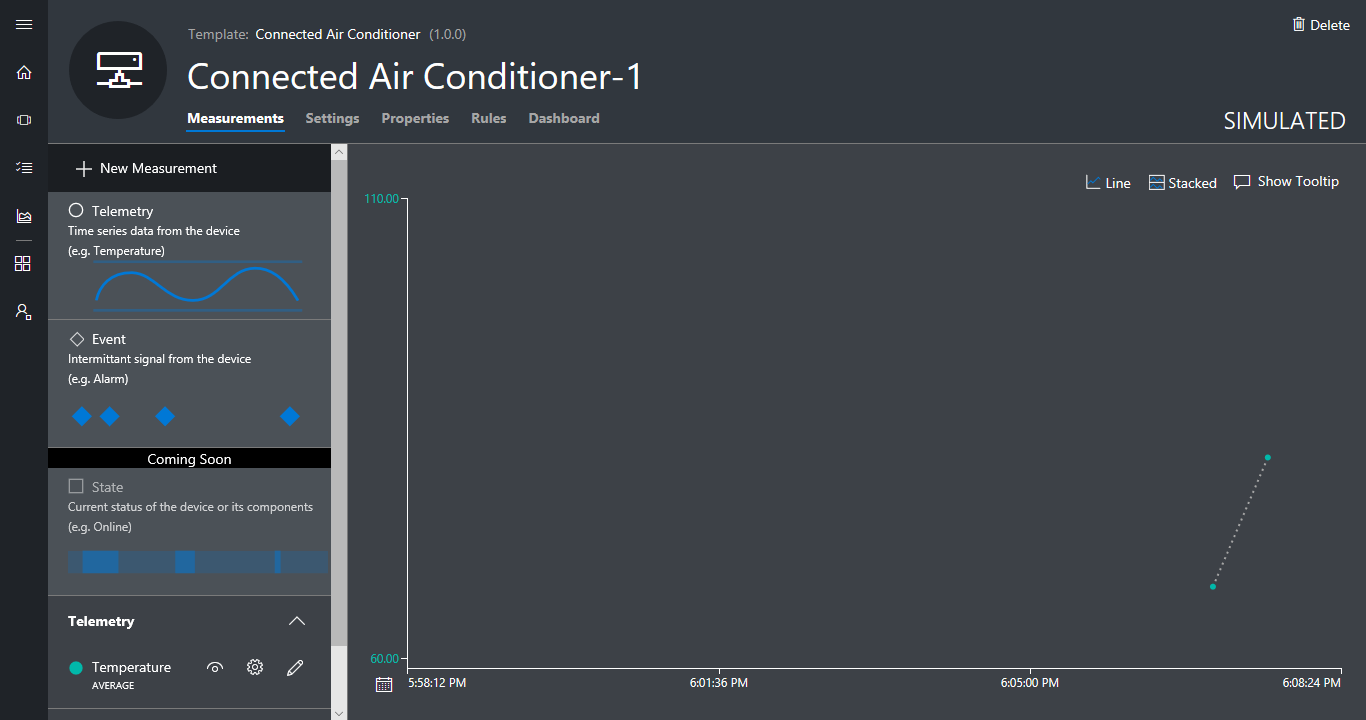 Delete
Template: Connected Air Conditioner (1.0.0)
Connected Air Conditioner-1
Measurements Settings Properties Rules Dashboard
SIMULATED
New Measurement
Telemetry
Time series data from the device
(e.g. Temperature)
Event
Intermittant signal from the device
(e.g. Alarm)
Coming Soon
State
Current status of the device or its components
(e.g. Online)
Telemetry
Temperature
AVERAGE
Line Stacked Show Tooltip
110.00
60.00
5:58:12 PM 6:01:36 PM 6:05:00 PM 6:08:24 PM